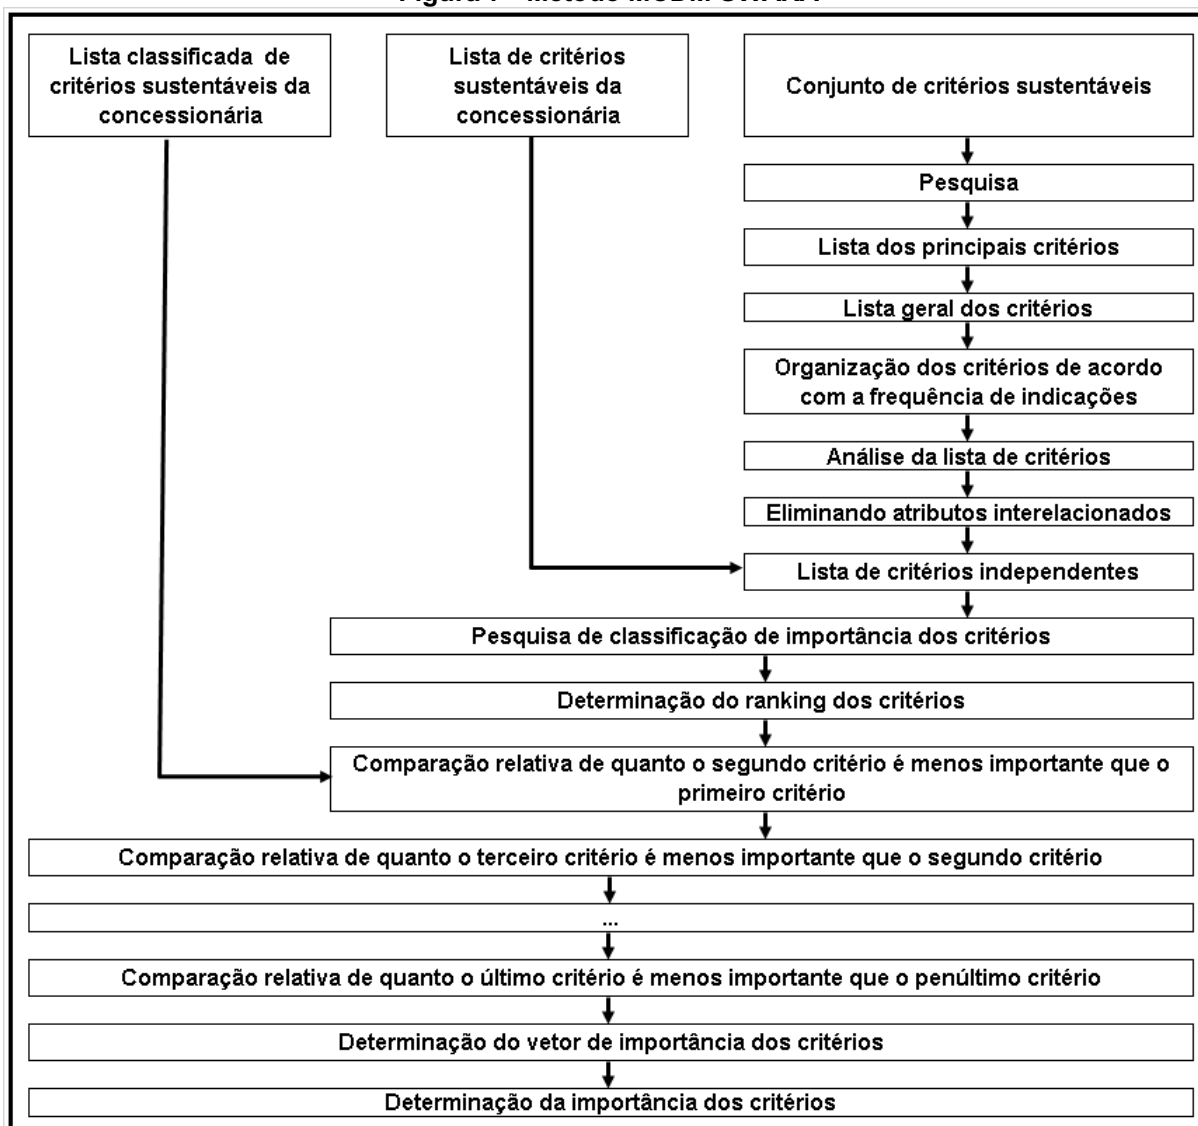 Lista classificada de
critérios sustentáveis da
concessionária
Lista de critérios
sustentáveis da
concessionária
Conjunto de critérios sustentáveis
Pesquisa
Lista dos principais critérios
Lista geral dos critérios
Organização dos critérios de acordo
com a frequência de indicações
Análise da lista de critérios
Eliminando atributos interelacionados
Lista de critérios independentes
Pesquisa de classificação de importância dos critérios
Determinação do ranking dos critérios
Comparação relativa de quanto o segundo critério é menos importante que o
primeiro critério
Comparação relativa de quanto o terceiro critério é menos importante que o segundo critério
...
Comparação relativa de quanto o último critério é menos importante que o penúltimo critério
Determinação do vetor de importância dos critérios
Determinação da importância dos critérios